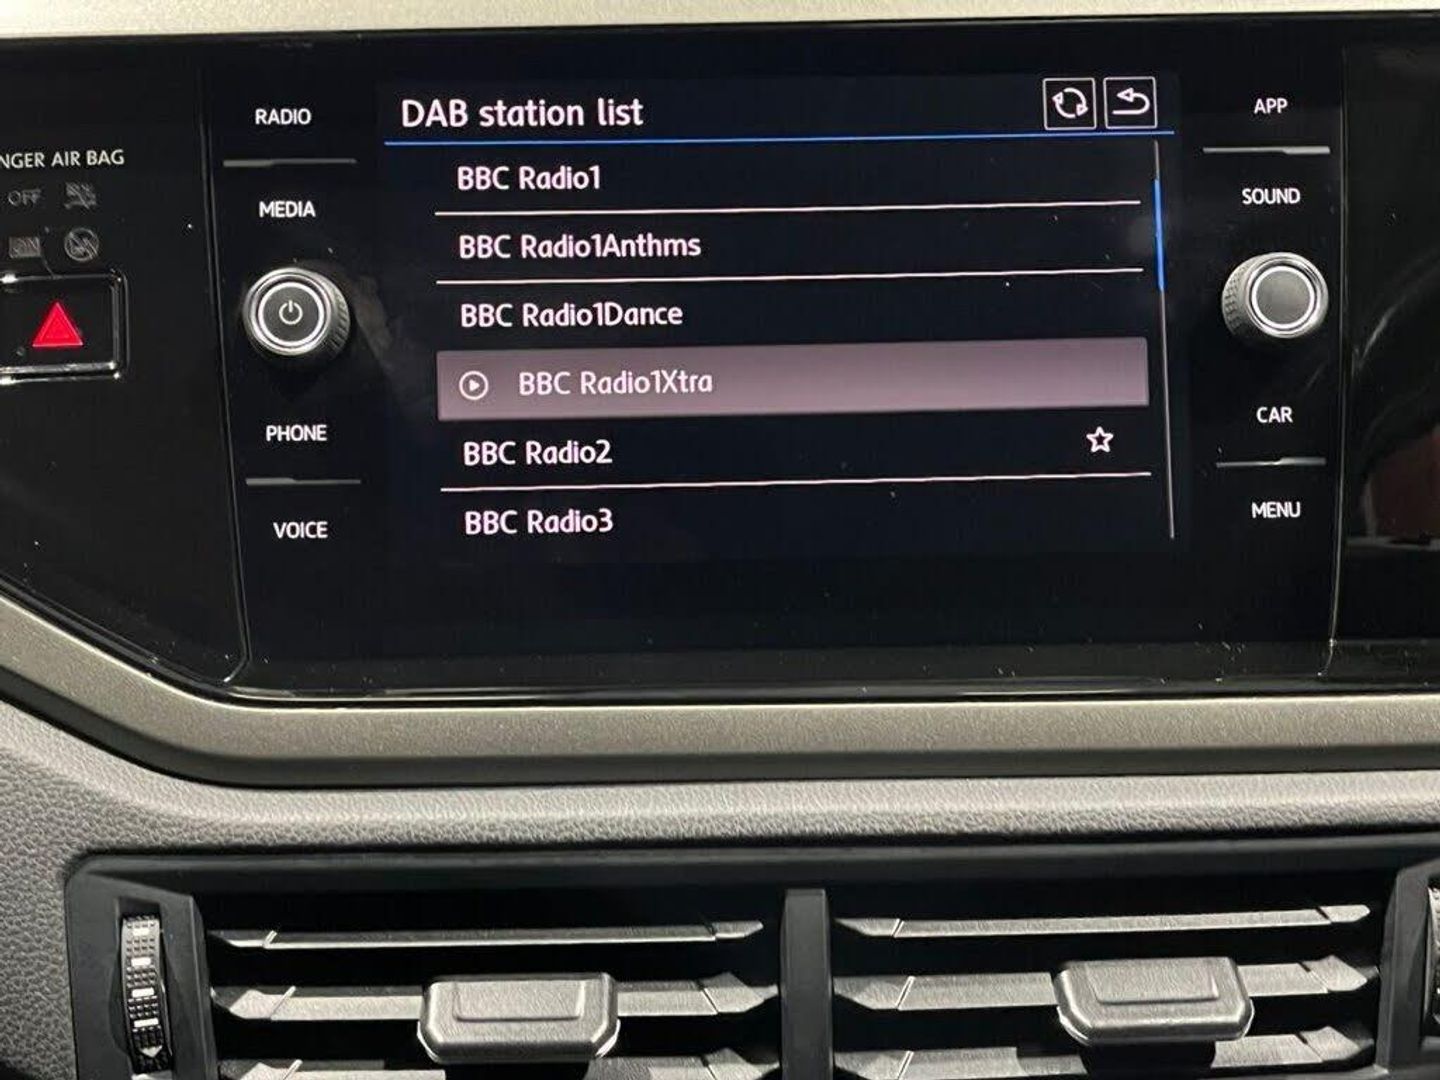 DAB station list
BBC Radio1
BBC Radio1Anthms
BBC Radio1Dance
BBC Radio1Xtra
BBC Radio2
BBC Radio3
RADIO
MEDIA
PHONE
VOICE
APP
SOUND
CAR
MENU
AIR BAG
OFF
ON